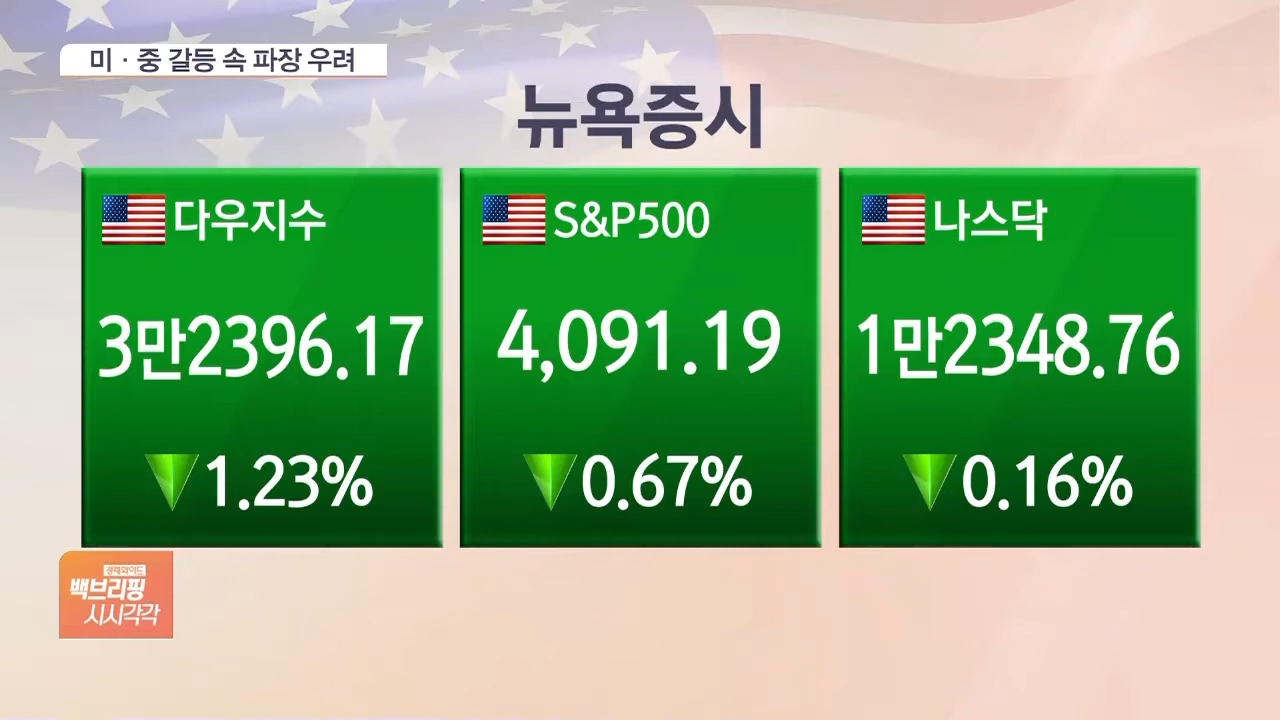 미·중 갈등 속 파장 우려
뉴욕증시
다우지수
3만2396.17
▼1.23%
S&P500
4,091.19
▼0.67%
나스닥
1만2348.76
▼0.16%
경제와이드
백브리핑
시시각각